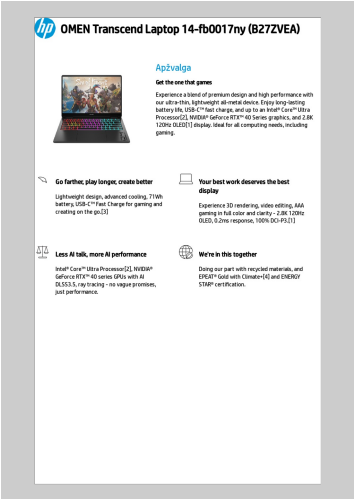 hp OMEN Transcend Laptop 14-fb0017ny (B27ZVEA)
Apžvalga
Get the one that games
Experience a blend of premium design and high performance with
our ultra-thin, lightweight all-metal device. Enjoy long-lasting
battery life, USB-C™ fast charge, and up to an Intel® Core™ Ultra
Processor[2], NVIDIA® GeForce RTX™ 40 Series graphics, and 2.8K
120Hz OLED[1] display. Ideal for all computing needs, including
gaming.
Go farther, play longer, create better
Lightweight design, advanced cooling, 71Wh
battery, USB-C™ Fast Charge for gaming and
creating on the go.[3]
Your best work deserves the best
display
Experience 3D rendering, video editing, AAA
gaming in full color and clarity - 2.8K 120Hz
OLED, 0.2ms response, 100% DCI-P3.[1]
Less AI talk, more AI performance
Intel® Core™ Ultra Processor[2], NVIDIA®
GeForce RTX™ 40 series GPUs with AI
DLSS3.5, ray tracing – no vague promises,
just performance.
We're in this together
Doing our part with recycled materials, and
EPEAT® Gold with Climate+[4] and ENERGY
STAR® certification.